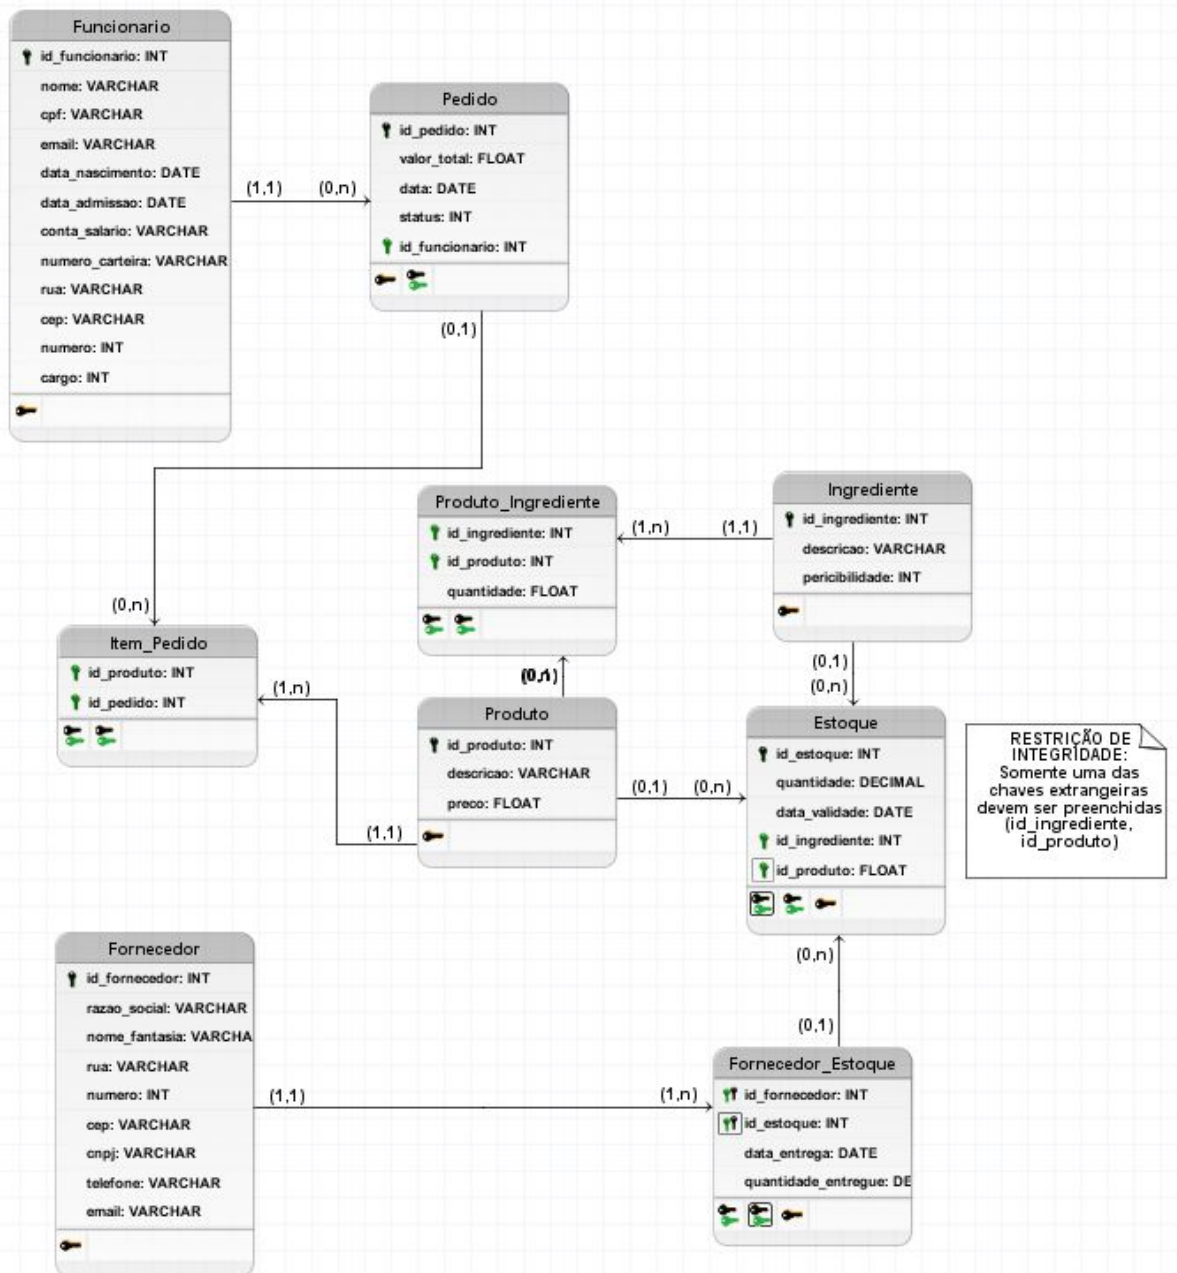 Funcionario
id_funcionario: INT
nome: VARCHAR
cpf: VARCHAR
email: VARCHAR
data_nascimento: DATE
data_admissao: DATE
conta_salario: VARCHAR
numero_carteira: VARCHAR
rua: VARCHAR
cep: VARCHAR
numero: INT
cargo: INT
(1,1)
(0,n)
Pedido
id_pedido: INT
valor_total: FLOAT
data: DATE
status: INT
id_funcionario: INT
(0,1)
(0,n)
Produto_Ingrediente
id_ingrediente: INT
id_produto: INT
quantidade: FLOAT
(1,n)
(1,1)
Ingrediente
id_ingrediente: INT
descricao: VARCHAR
pericibilidade: INT
Item_Pedido
id_produto: INT
id_pedido: INT
(1,n)
(1,1)
Produto
id_produto: INT
descricao: VARCHAR
preco: FLOAT
(0,1)
(0,n)
(0,1)
(0,n)
Estoque
id_estoque: INT
quantidade: DECIMAL
data_validade: DATE
id_ingrediente: INT
id_produto: FLOAT
RESTRIÇÃO DE
INTEGRIDADE:
Somente uma das
chaves extrangeiras
devem ser preenchidas
(id_ingrediente,
id_produto)
(0,n)
(0,1)
Fornecedor
id_fornecedor: INT
razao_social: VARCHAR
nome_fantasia: VARCHA
rua: VARCHAR
numero: INT
cep: VARCHAR
cnpj: VARCHAR
telefone: VARCHAR
email: VARCHAR
(1,1)
(1,n)
Fornecedor_Estoque
id_fornecedor: INT
id_estoque: INT
data_entrega: DATE
quantidade_entregue: DE